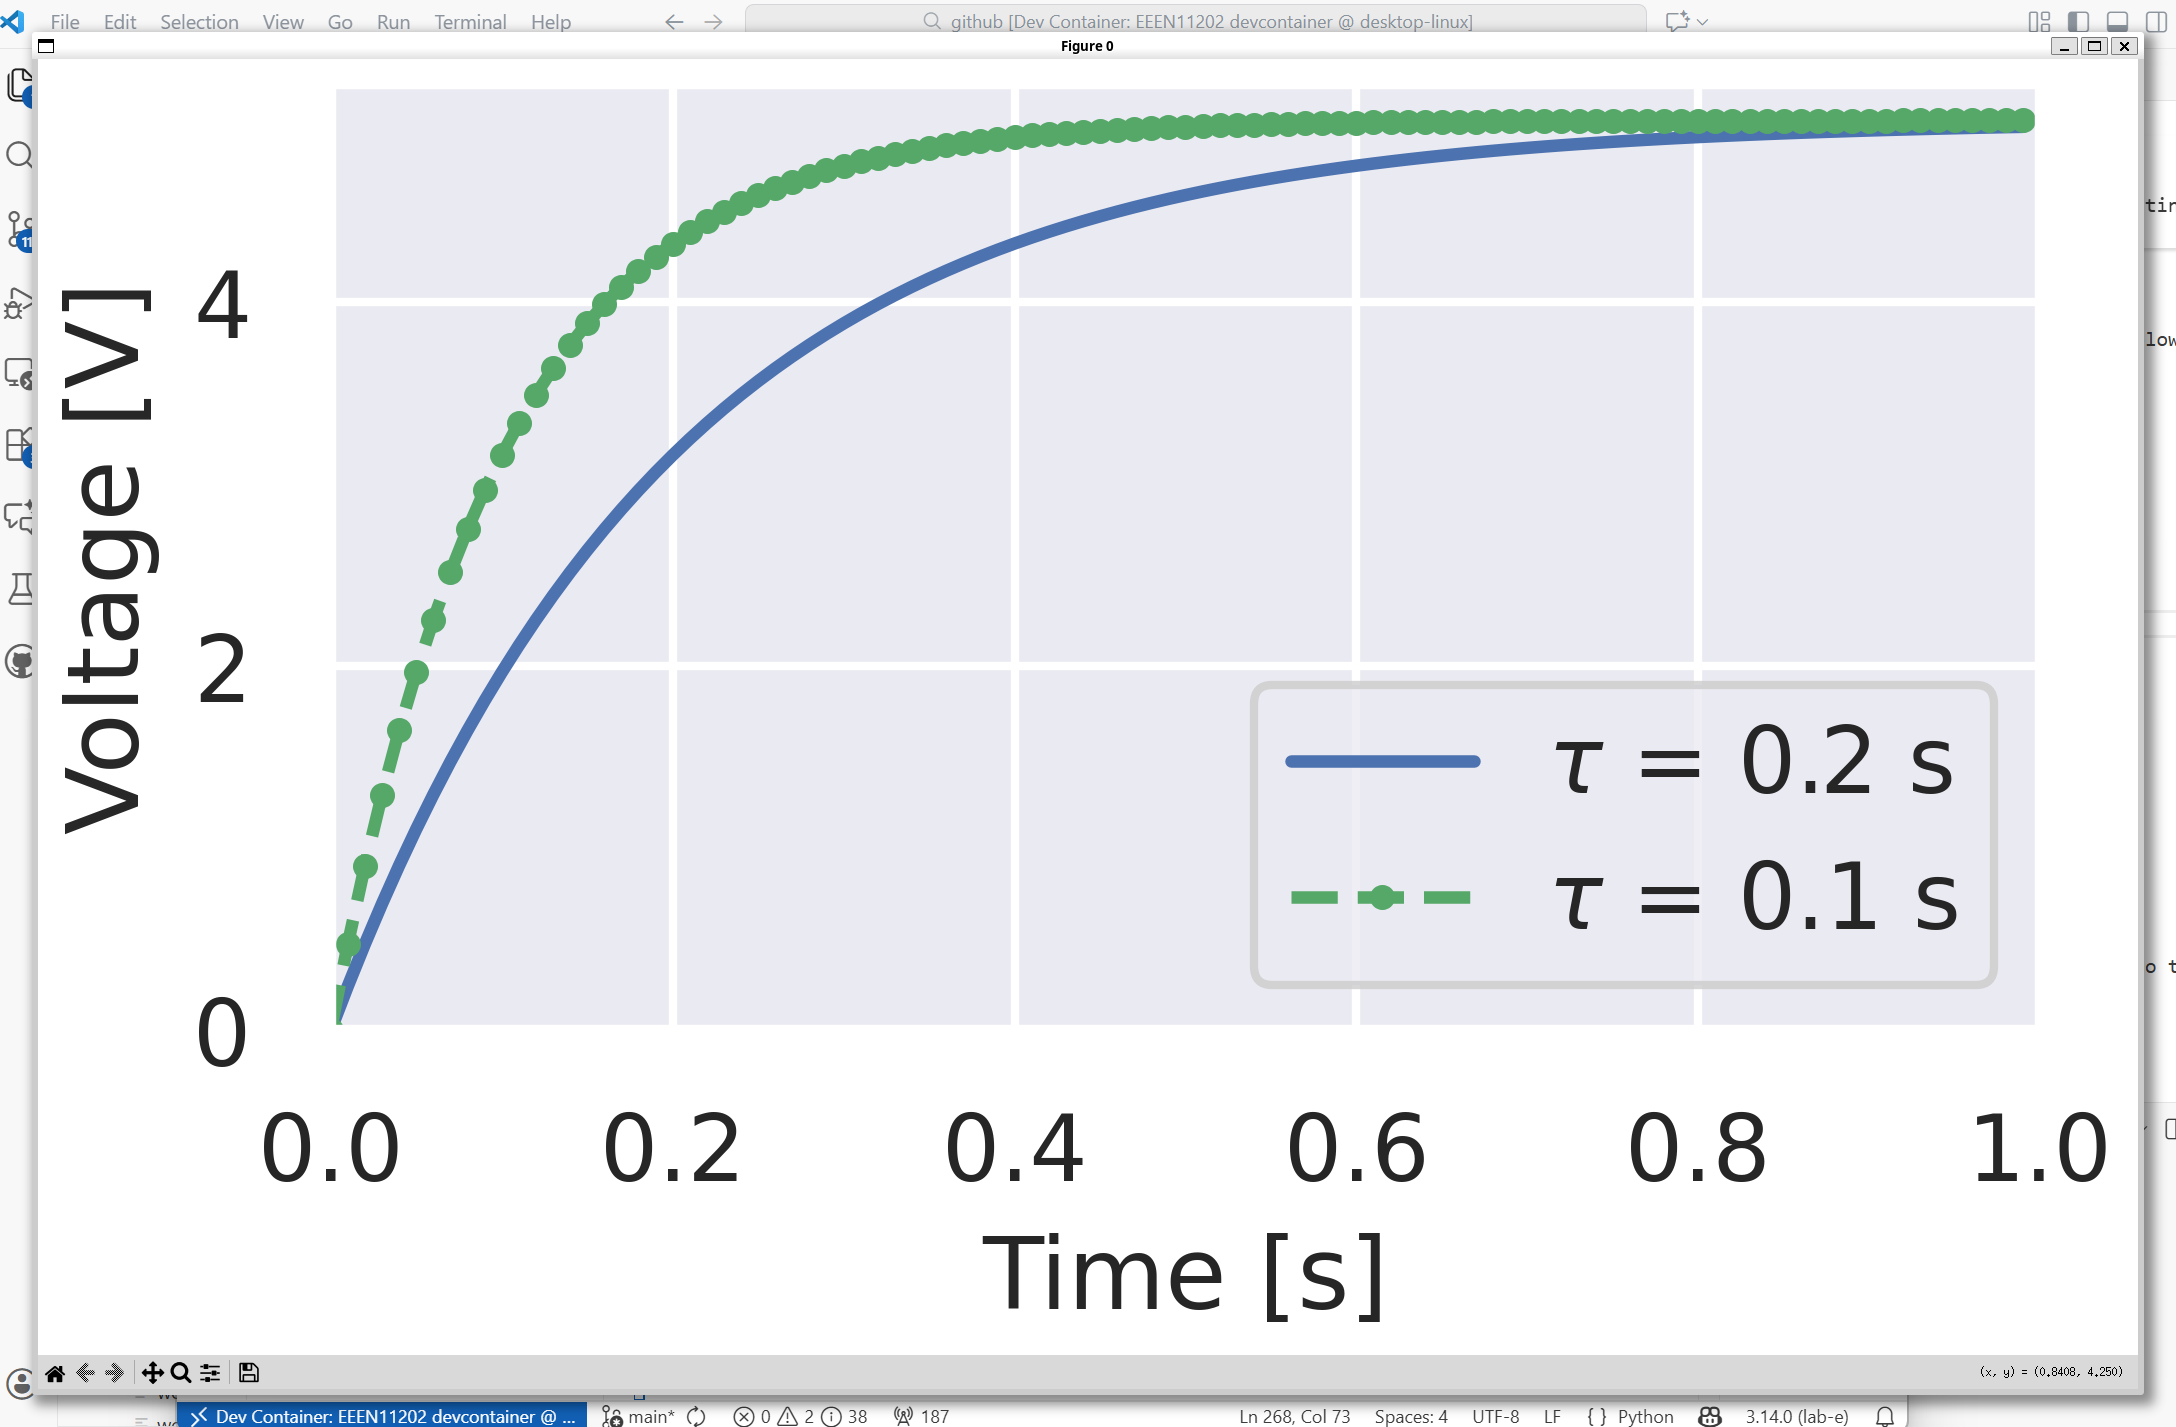 File Edit Selection View Go Run Terminal Help
github [Dev Container: EEEN11202 devcontainer @ desktop-linux]
Figure 0
11
Voltage [V]
4
2
0
τ = 0.2 s
τ = 0.1 s
0.0 0.2 0.4 0.6 0.8 1.0
Time [s]
(x, y) = (0.8408, 4.250)
Dev Container: EEEN11202 devcontainer @ ... main* 0 2 38 187 Ln 268, Col 73 Spaces: 4 UTF-8 LF { } Python 3.14.0 (lab-e)